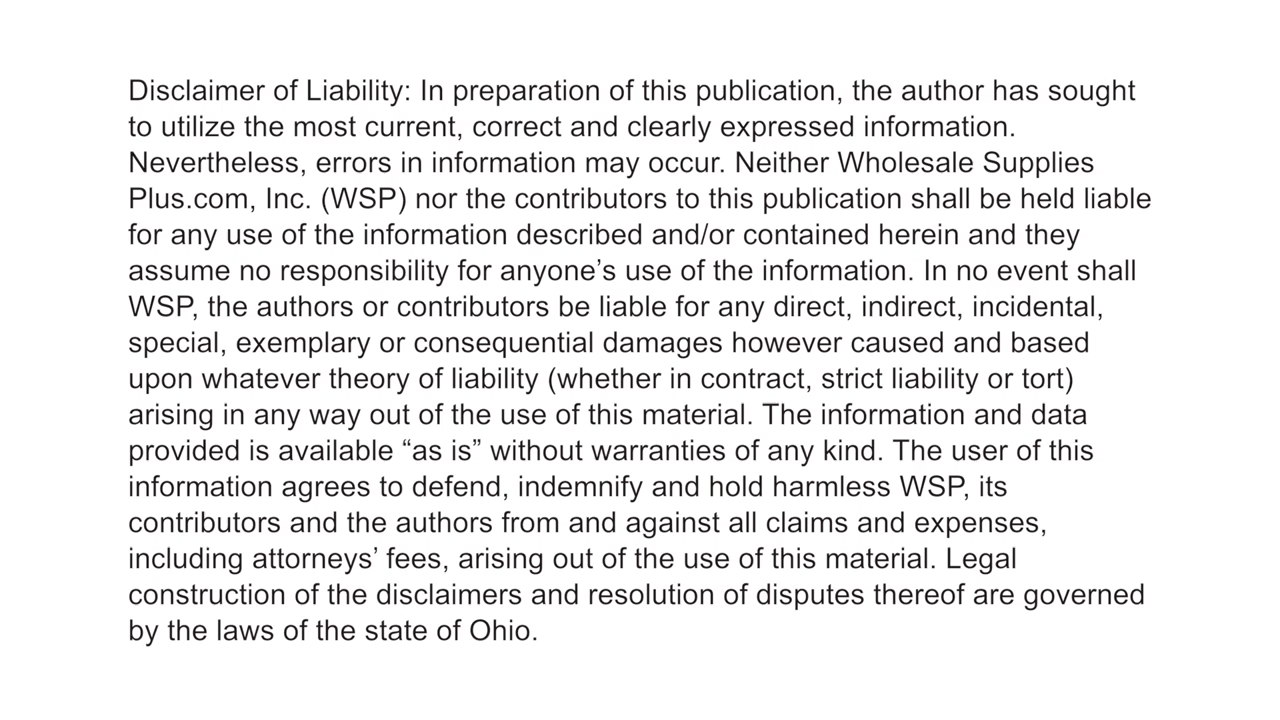 Disclaimer of Liability: In preparation of this publication, the author has sought
to utilize the most current, correct and clearly expressed information.
Nevertheless, errors in information may occur. Neither Wholesale Supplies
Plus.com, Inc. (WSP) nor the contributors to this publication shall be held liable
for any use of the information described and/or contained herein and they
assume no responsibility for anyone’s use of the information. In no event shall
WSP, the authors or contributors be liable for any direct, indirect, incidental,
special, exemplary or consequential damages however caused and based
upon whatever theory of liability (whether in contract, strict liability or tort)
arising in any way out of the use of this material. The information and data
provided is available “as is” without warranties of any kind. The user of this
information agrees to defend, indemnify and hold harmless WSP, its
contributors and the authors from and against all claims and expenses,
including attorneys’ fees, arising out of the use of this material. Legal
construction of the disclaimers and resolution of disputes thereof are governed
by the laws of the state of Ohio.